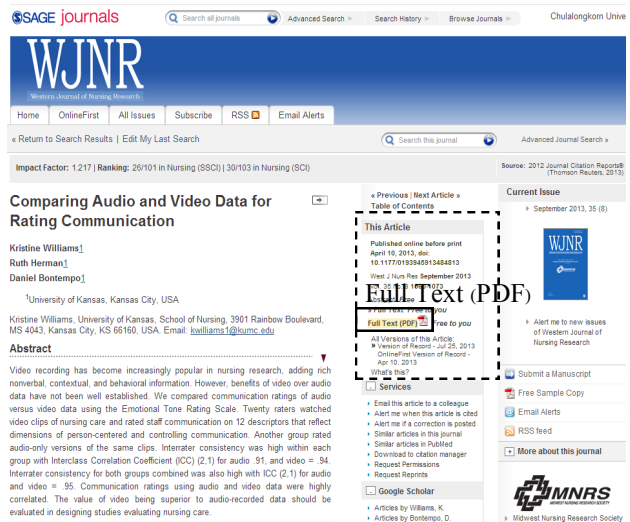 SAGE journals
Search all journals
Advanced Search
Search History
Browse Journals
Chulalongkorn Unive
WJNR
Western Journal of Nursing Research
Home
OnlineFirst
All Issues
Subscribe
RSS
Email Alerts
« Return to Search Results | Edit My Last Search
Search this journal
Advanced Journal Search »
Impact Factor: 1.217 | Ranking: 26/101 in Nursing (SSCI) | 30/103 in Nursing (SCI)
Source: 2012 Journal Citation Reports®
(Thomson Reuters, 2013)
Comparing Audio and Video Data for
Rating Communication
Kristine Williams1
Ruth Herman1
Daniel Bontempo1
1University of Kansas, Kansas City, USA
Kristine Williams, University of Kansas, School of Nursing, 3901 Rainbow Boulevard,
MS 4043, Kansas City, KS 66160, USA. Email: kwilliams1@kumc.edu
Abstract
Video recording has become increasingly popular in nursing research, adding rich
nonverbal, contextual, and behavioral information. However, benefits of video over audio
data have not been well established. We compared communication ratings of audio
versus video data using the Emotional Tone Rating Scale. Twenty raters watched
video clips of nursing care and rated staff communication on 12 descriptors that reflect
dimensions of person-centered and controlling communication. Another group rated
audio-only versions of the same clips. Interrater consistency was high within each
group with Interclass Correlation Coefficient (ICC) (2,1) for audio .91, and video = .94.
Interrater consistency for both groups combined was also high with ICC (2,1) for audio
and video = .95. Communication ratings using audio and video data were highly
correlated. The value of video being superior to audio-recorded data should be
evaluated in designing studies evaluating nursing care.
« Previous | Next Article »
Table of Contents
This Article
Published online before print
April 10, 2013, doi:
10.1177/0193945913484813
West J Nurs Res September 2013
Full Text (PDF)
Full Text (PDF) Free to you
All Versions of this Article:
» Version of Record - Jul 25, 2013
OnlineFirst Version of Record -
Apr 10, 2013
What's this?
Services
Email this article to a colleague
Alert me when this article is cited
Alert me if a correction is posted
Similar articles in this journal
Similar articles in PubMed
Download to citation manager
Request Permissions
Request Reprints
Google Scholar
Articles by Williams, K.
Articles by Bontempo, D.
Current Issue
September 2013, 35 (8)
WJNR
Alert me to new issues
of Western Journal of
Nursing Research
Submit a Manuscript
Free Sample Copy
Email Alerts
RSS feed
More about this journal
MNRS
MIDWEST NURSING RESEARCH SOCIETY
Midwest Nursing Research Society